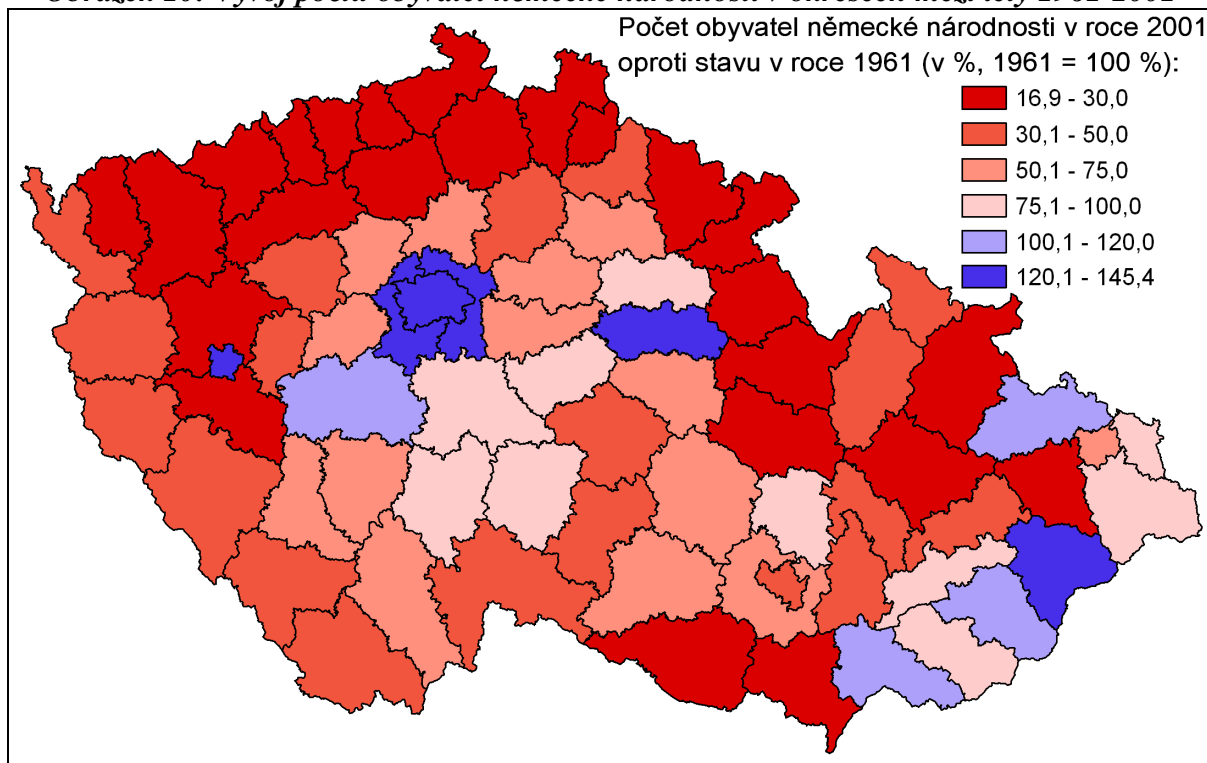 Počet obyvatel německé národnosti v roce 2001
oproti stavu v roce 1961 (v %, 1961 = 100 %):
16,9 - 30,0
30,1 - 50,0
50,1 - 75,0
75,1 - 100,0
100,1 - 120,0
120,1 - 145,4